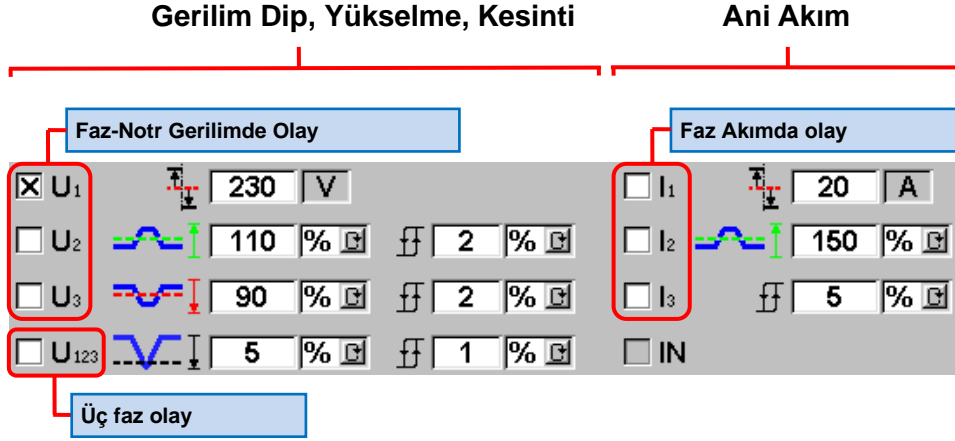 Gerilim Dip, Yükselme, Kesinti Ani Akım
Faz-Notr Gerilimde Olay Faz Akımda olay
U1 230 V I1 20 A
U2 110 % 2 % I2 150 %
U3 90 % 2 % I3 5 %
U123 5 % 1 % IN
Üç faz olay